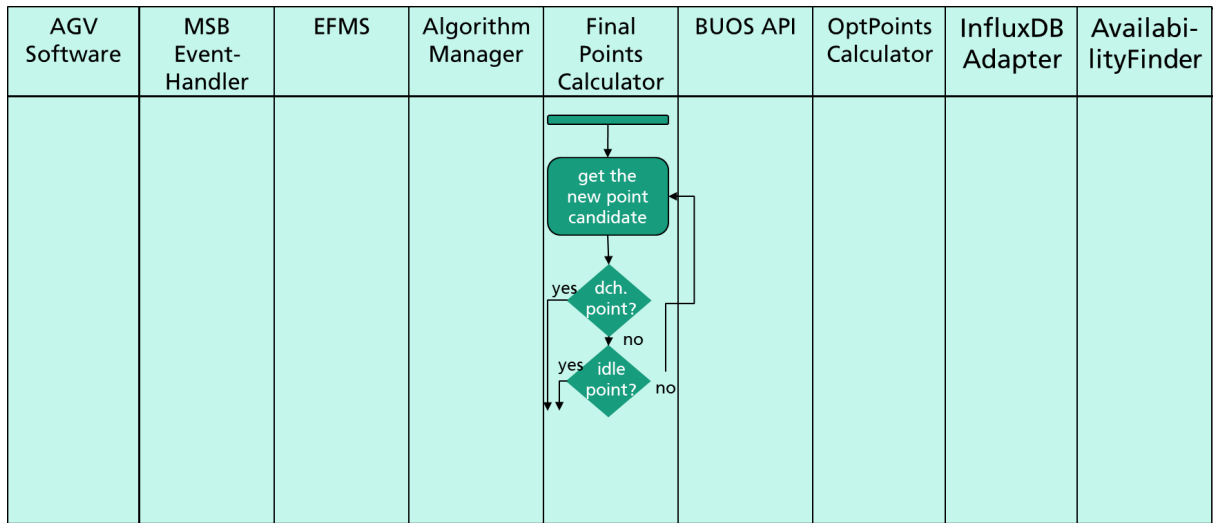 AGV
Software
MSB
Event-
Handler
EFMS
Algorithm
Manager
Final
Points
Calculator
BUOS API
OptPoints
Calculator
InfluxDB
Adapter
Availabi-
lityFinder
get the
new point
candidate
yes
dch.
point?
no
yes
idle
point?
no